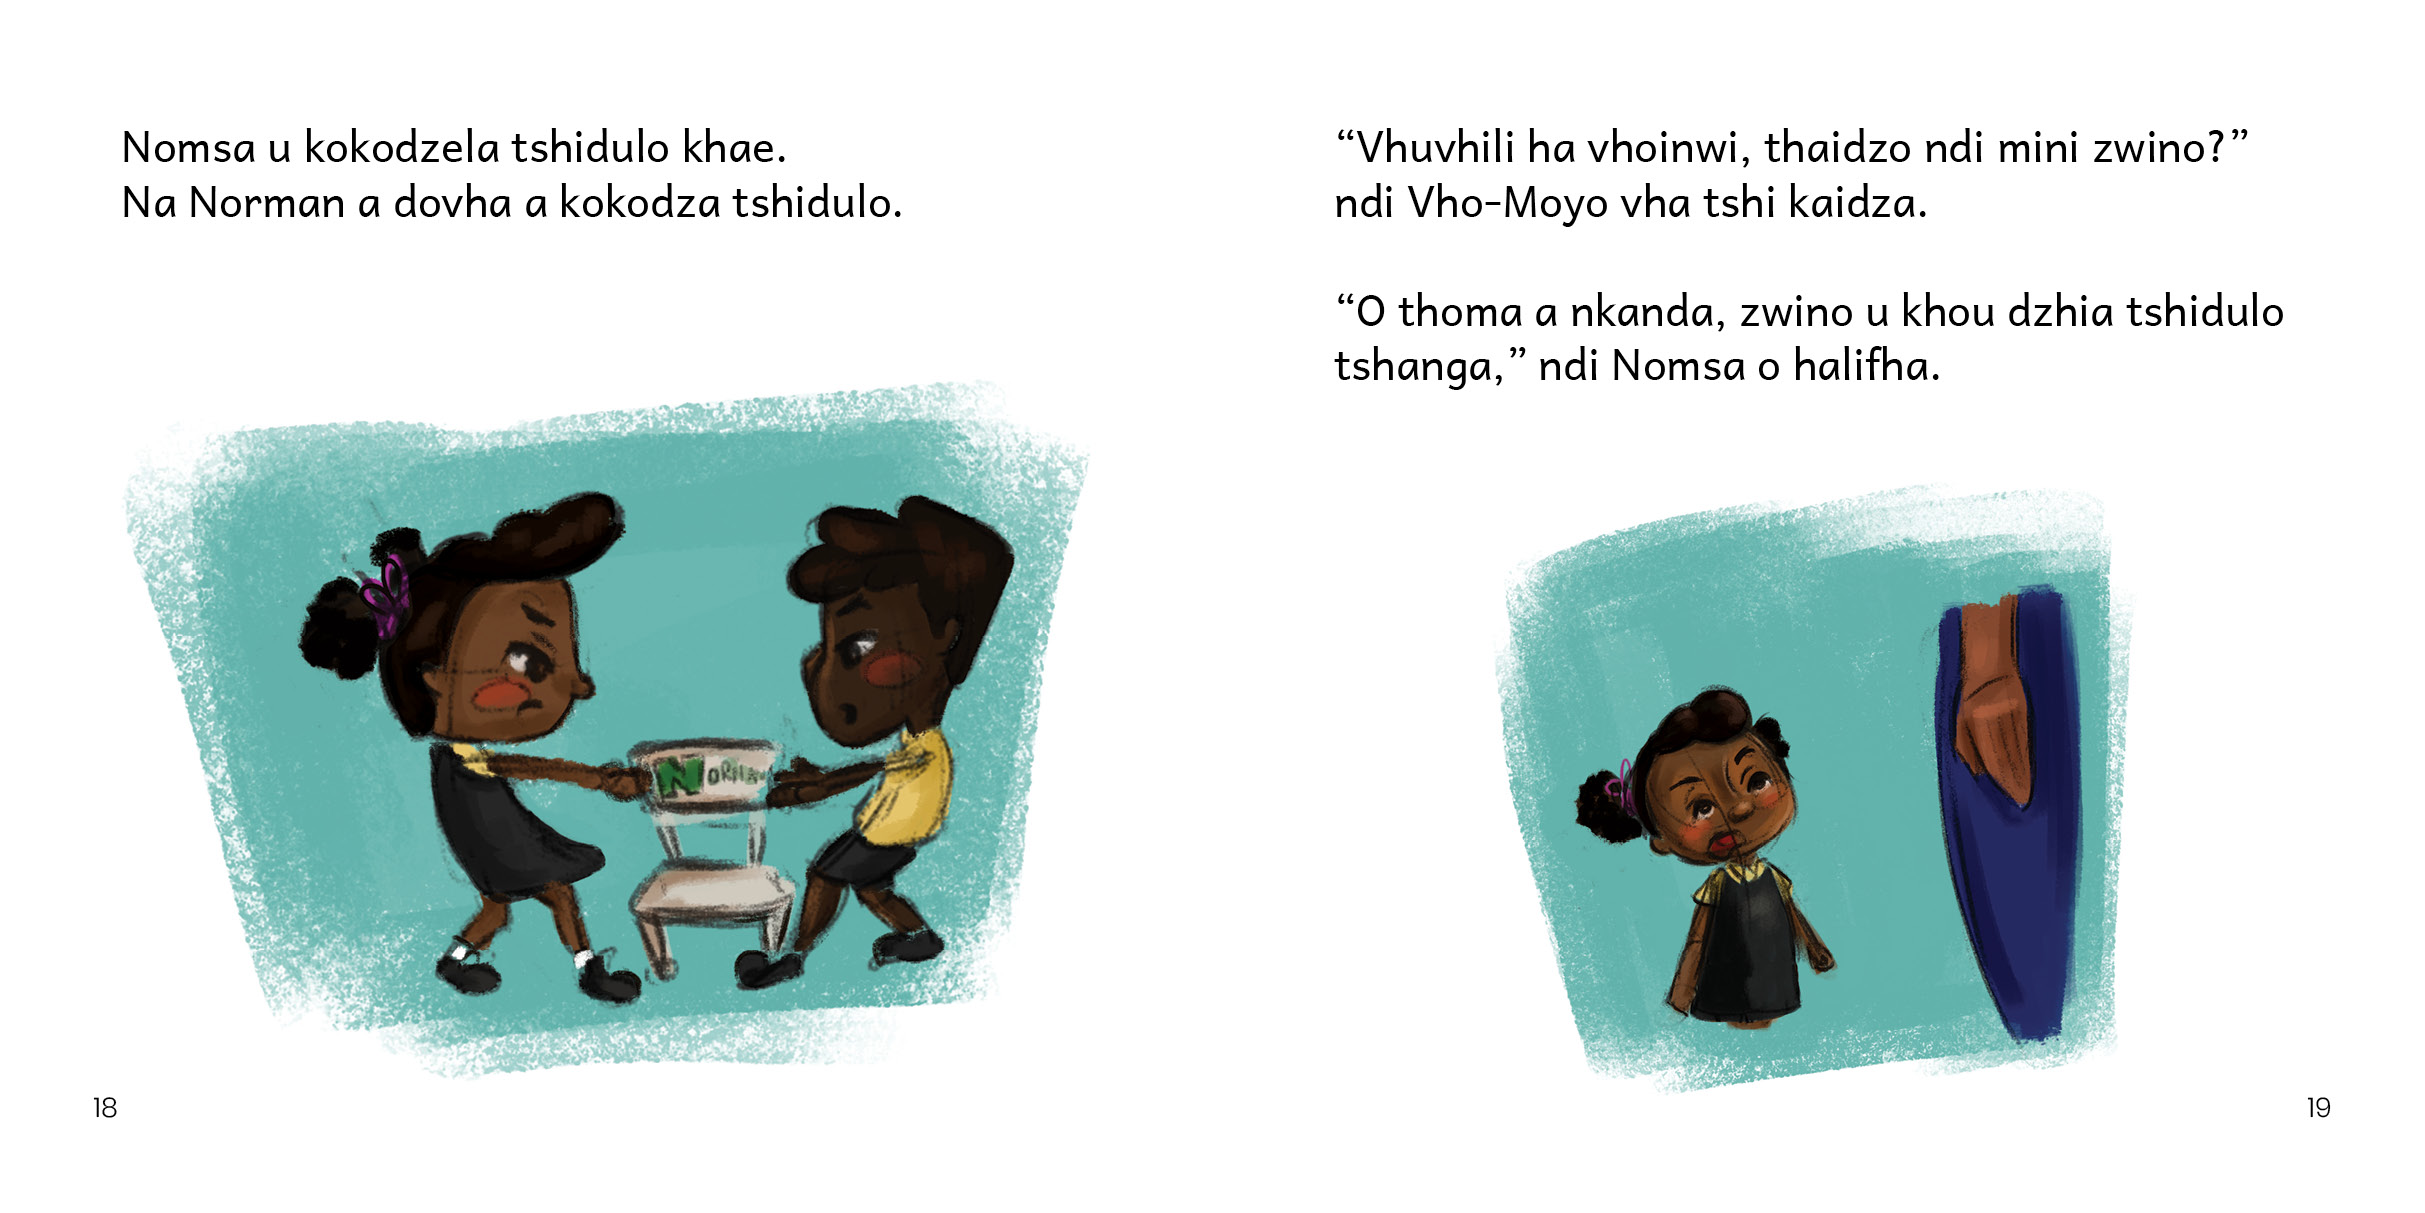 Nomsa u kokodzela tshidulo khae.
Na Norman a dovha a kokodza tshidulo.
NORMAN
18
“Vhuvhili ha vhoinwi, thaidzo ndi mini zwino?”
ndi Vho-Moyo vha tshi kaidza.
“O thoma a nkanda, zwino u khou dzhia tshidulo
tshanga,” ndi Nomsa o halifha.
19